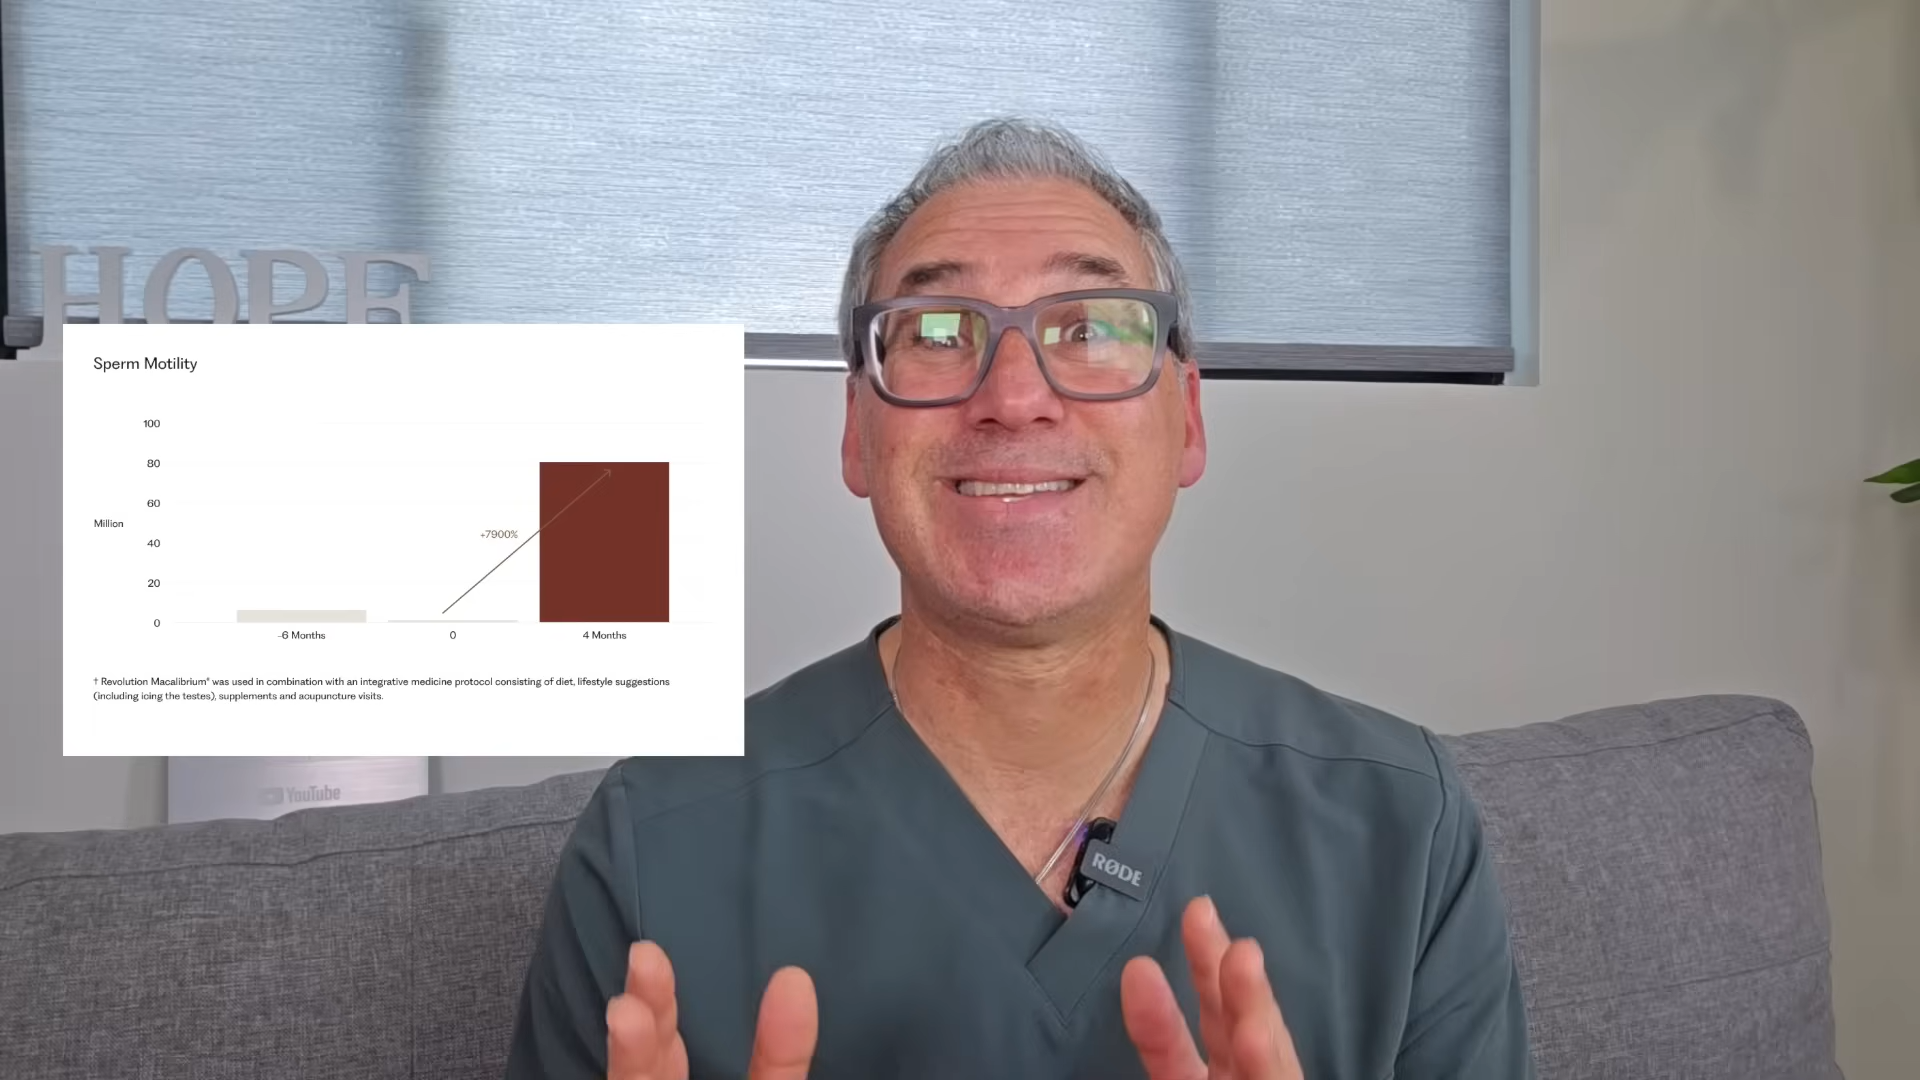 HOPE
Sperm Motility
100
80
60
Million
40
20
0
+7900%
-6 Months
0
4 Months
† Revolution Macalibrium® was used in combination with an integrative medicine protocol consisting of diet, lifestyle suggestions
(including icing the testes), supplements and acupuncture visits.
YouTube
RØDE